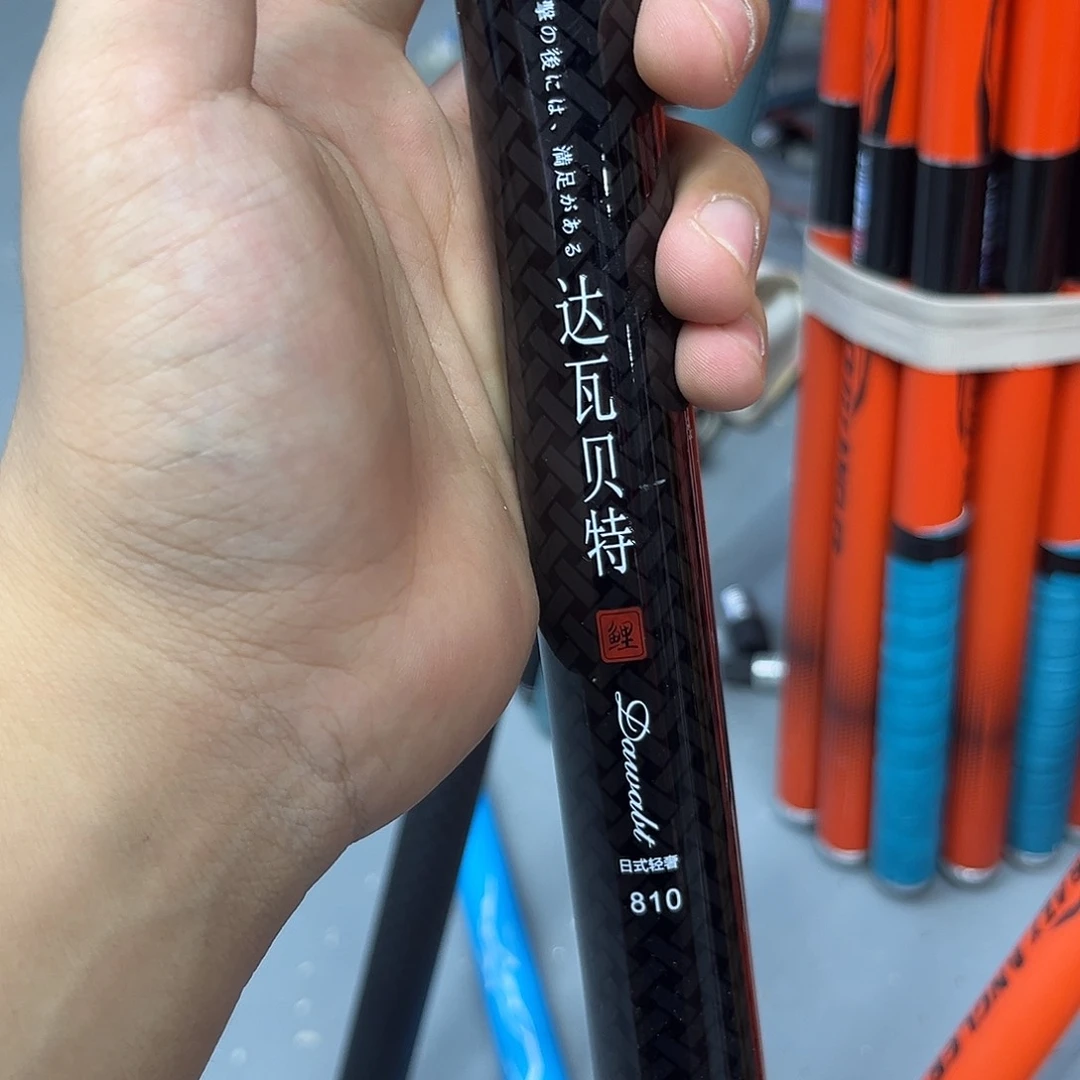 撃の後には、満足がある
达瓦贝特
鲤
Dawabt
日式轻奢
810